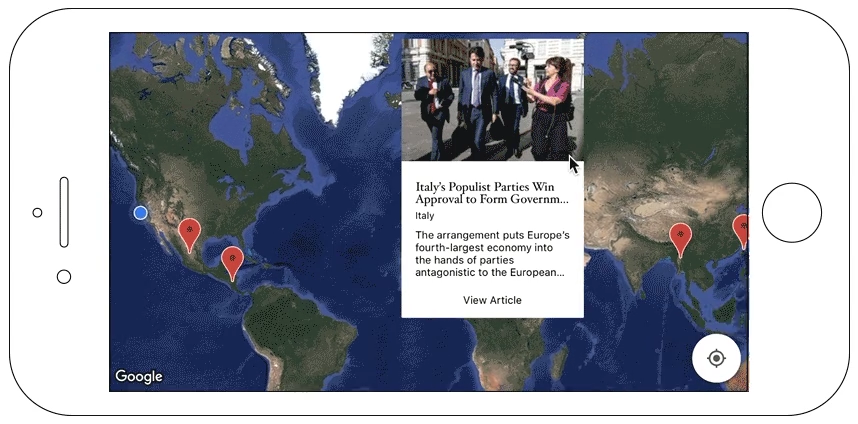 Italy's Populist Parties Win
Approval to Form Governm...
Italy
The arrangement puts Europe's
fourth-largest economy into
the hands of parties
antagonistic to the European...
View Article
Google